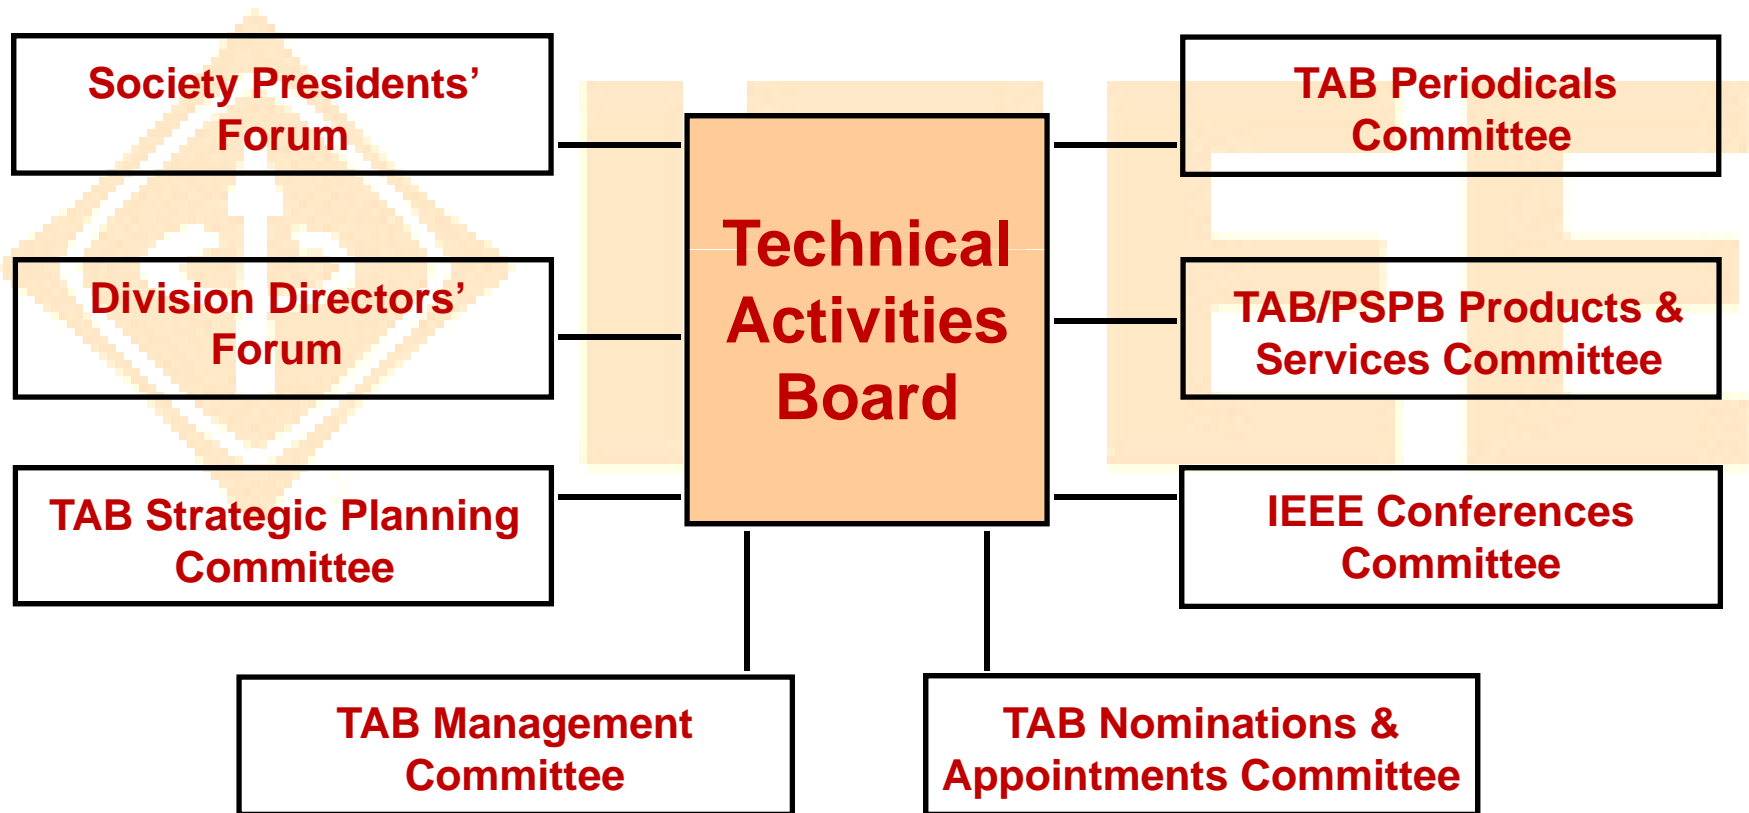 Society Presidents’
Forum
TAB Periodicals
Committee
Technical
Activities
Board
Division Directors’
Forum
TAB/PSPB Products &
Services Committee
TAB Strategic Planning
Committee
IEEE Conferences
Committee
TAB Management
Committee
TAB Nominations &
Appointments Committee